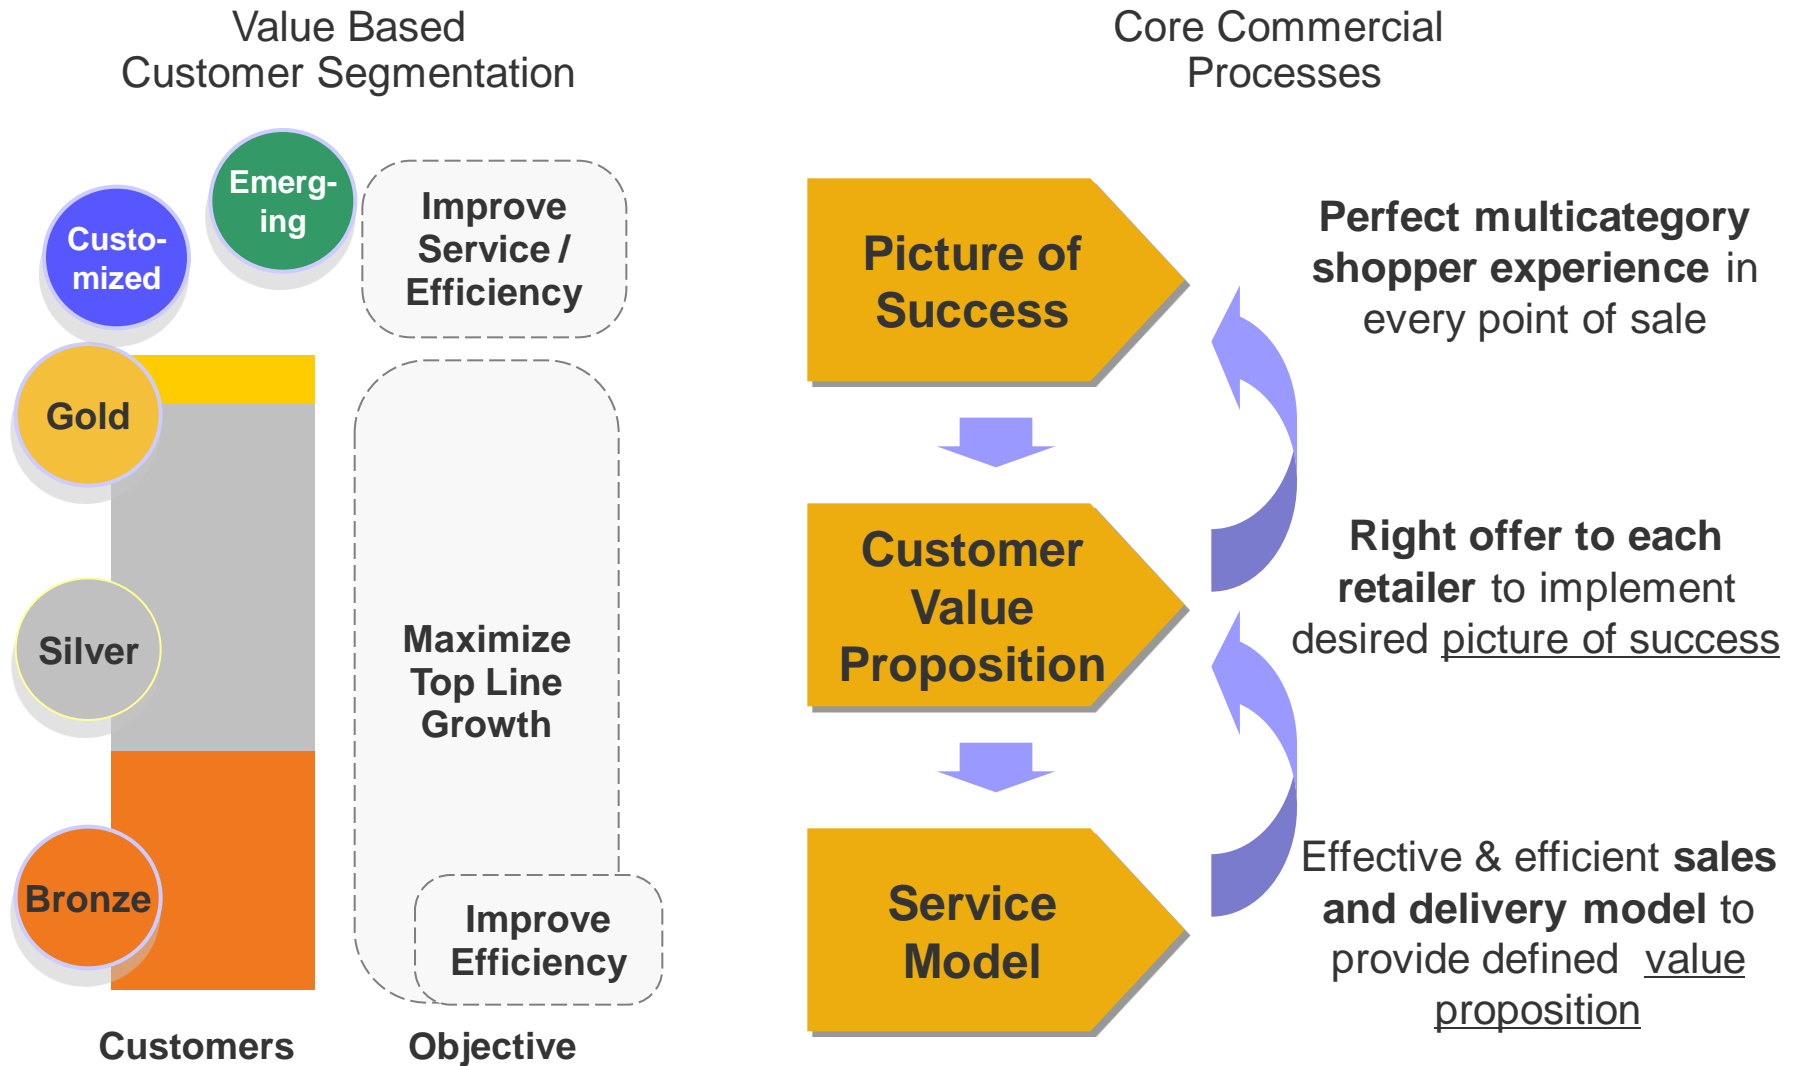 Value Based
Customer Segmentation
Emerg-
ing
Custo-
mized
Improve
Service /
Efficiency
Gold
Silver
Maximize
Top Line
Growth
Bronze
Improve
Efficiency
Customers
Objective
Core Commercial
Processes
Picture of
Success
Perfect multicategory
shopper experience in
every point of sale
Customer
Value
Proposition
Right offer to each
retailer to implement
desired picture of success
Service
Model
Effective & efficient sales
and delivery model to
provide defined value
proposition